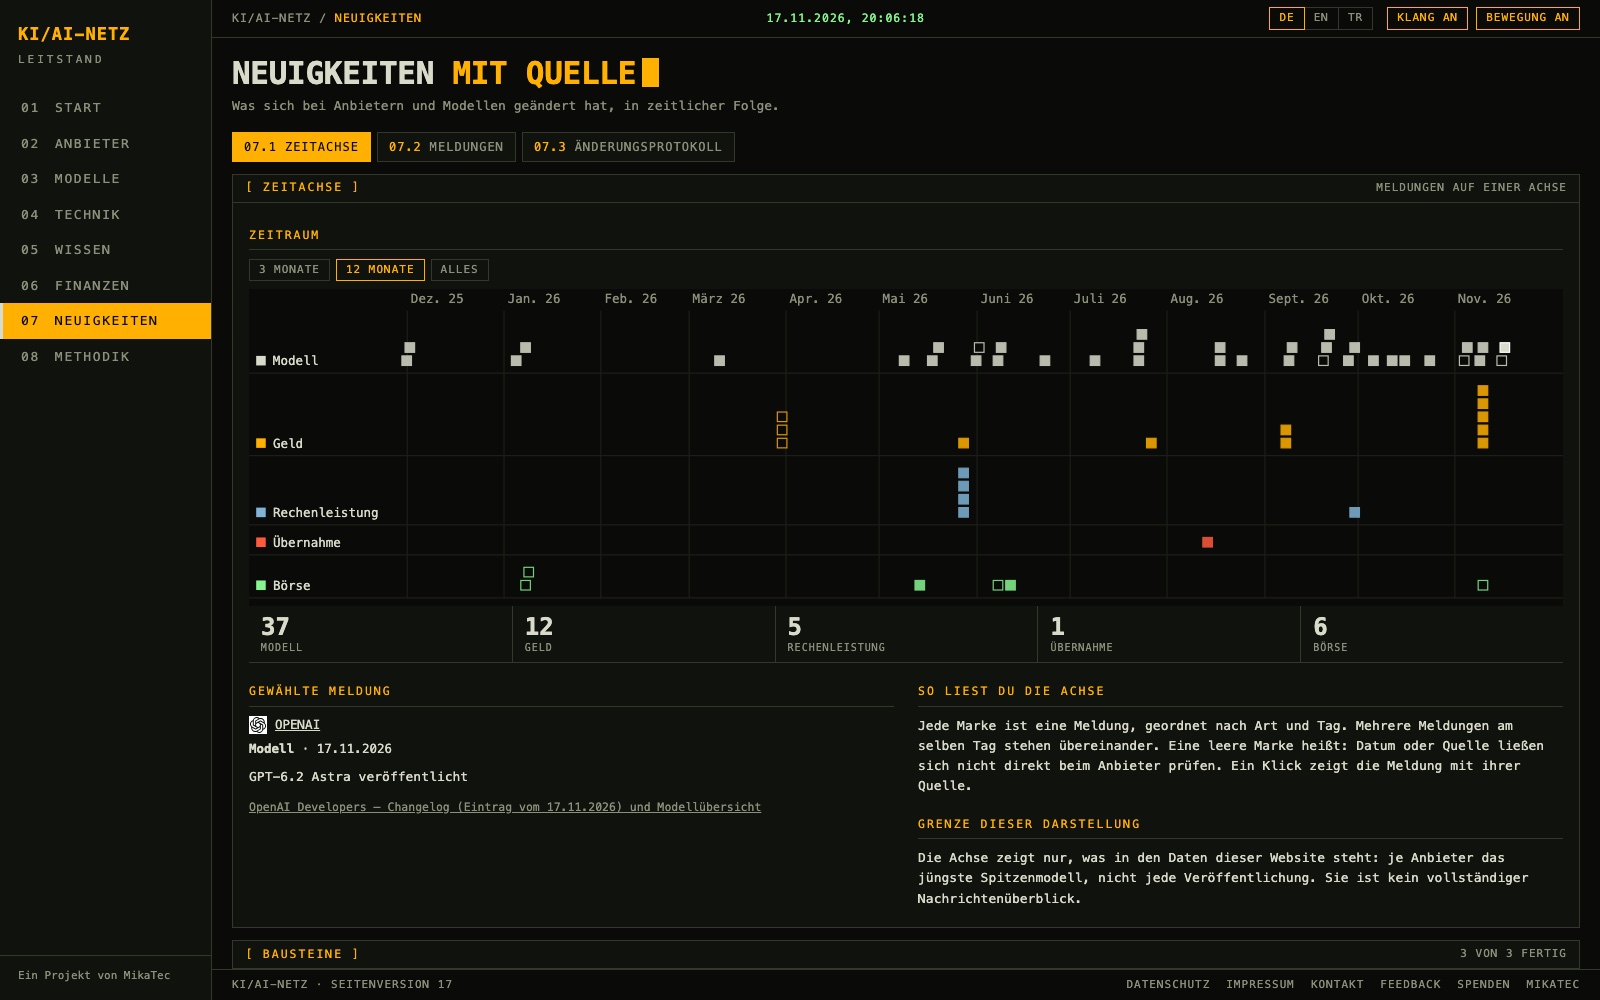 KI/AI-NETZ
LEITSTAND
01 START
02 ANBIETER
03 MODELLE
04 TECHNIK
05 WISSEN
06 FINANZEN
07 NEUIGKEITEN
08 METHODIK
Ein Projekt von MikaTec
KI/AI-NETZ / NEUIGKEITEN
17.11.2026, 20:06:18
DE EN TR KLANG AN BEWEGUNG AN
NEUIGKEITEN MIT QUELLE
Was sich bei Anbietern und Modellen geändert hat, in zeitlicher Folge.
07.1 ZEITACHSE 07.2 MELDUNGEN 07.3 ÄNDERUNGSPROTOKOLL
[ ZEITACHSE ] MELDUNGEN AUF EINER ACHSE
ZEITRAUM
3 MONATE 12 MONATE ALLES
Dez. 25 Jan. 26 Feb. 26 März 26 Apr. 26 Mai 26 Juni 26 Juli 26 Aug. 26 Sept. 26 Okt. 26 Nov. 26
Modell
Geld
Rechenleistung
Übernahme
Börse
37 12 5 1 6
MODELL GELD RECHENLEISTUNG ÜBERNAHME BÖRSE
GEWÄHLTE MELDUNG
OPENAI
Modell · 17.11.2026
GPT-6.2 Astra veröffentlicht
OpenAI Developers – Changelog (Eintrag vom 17.11.2026) und Modellübersicht
SO LIEST DU DIE ACHSE
Jede Marke ist eine Meldung, geordnet nach Art und Tag. Mehrere Meldungen am
selben Tag stehen übereinander. Eine leere Marke heißt: Datum oder Quelle ließen
sich nicht direkt beim Anbieter prüfen. Ein Klick zeigt die Meldung mit ihrer
Quelle.
GRENZE DIESER DARSTELLUNG
Die Achse zeigt nur, was in den Daten dieser Website steht: je Anbieter das
jüngste Spitzenmodell, nicht jede Veröffentlichung. Sie ist kein vollständiger
Nachrichtenüberblick.
[ BAUSTEINE ] 3 VON 3 FERTIG
KI/AI-NETZ · SEITENVERSION 17
DATENSCHUTZ IMPRESSUM KONTAKT FEEDBACK SPENDEN MIKATEC